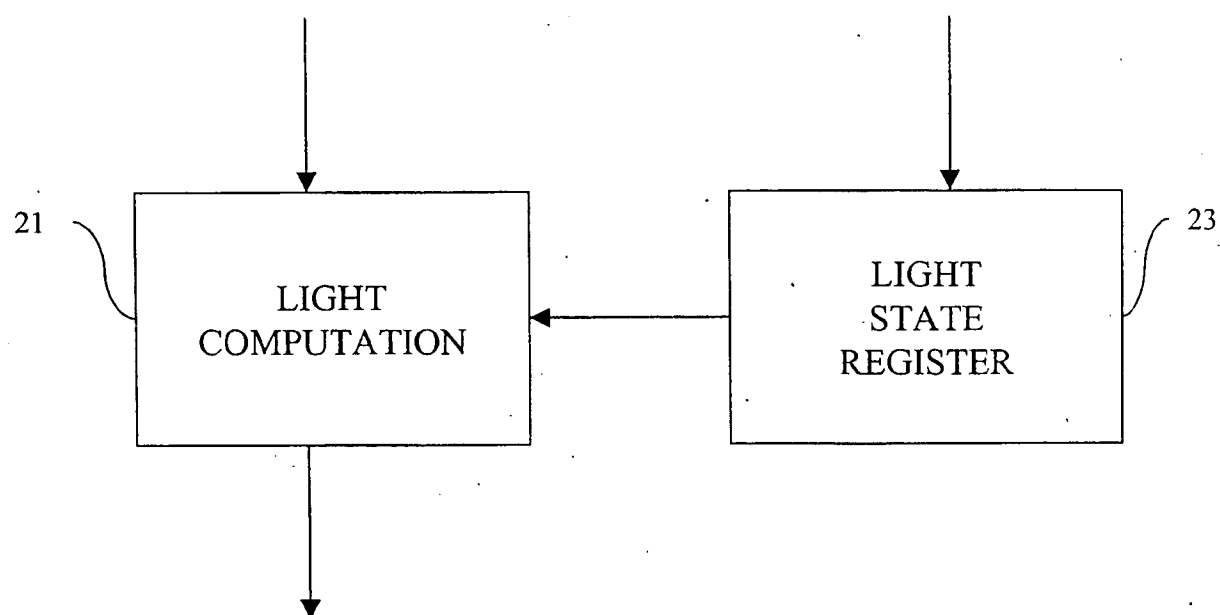 21
LIGHT
COMPUTATION
LIGHT
STATE
REGISTER
23